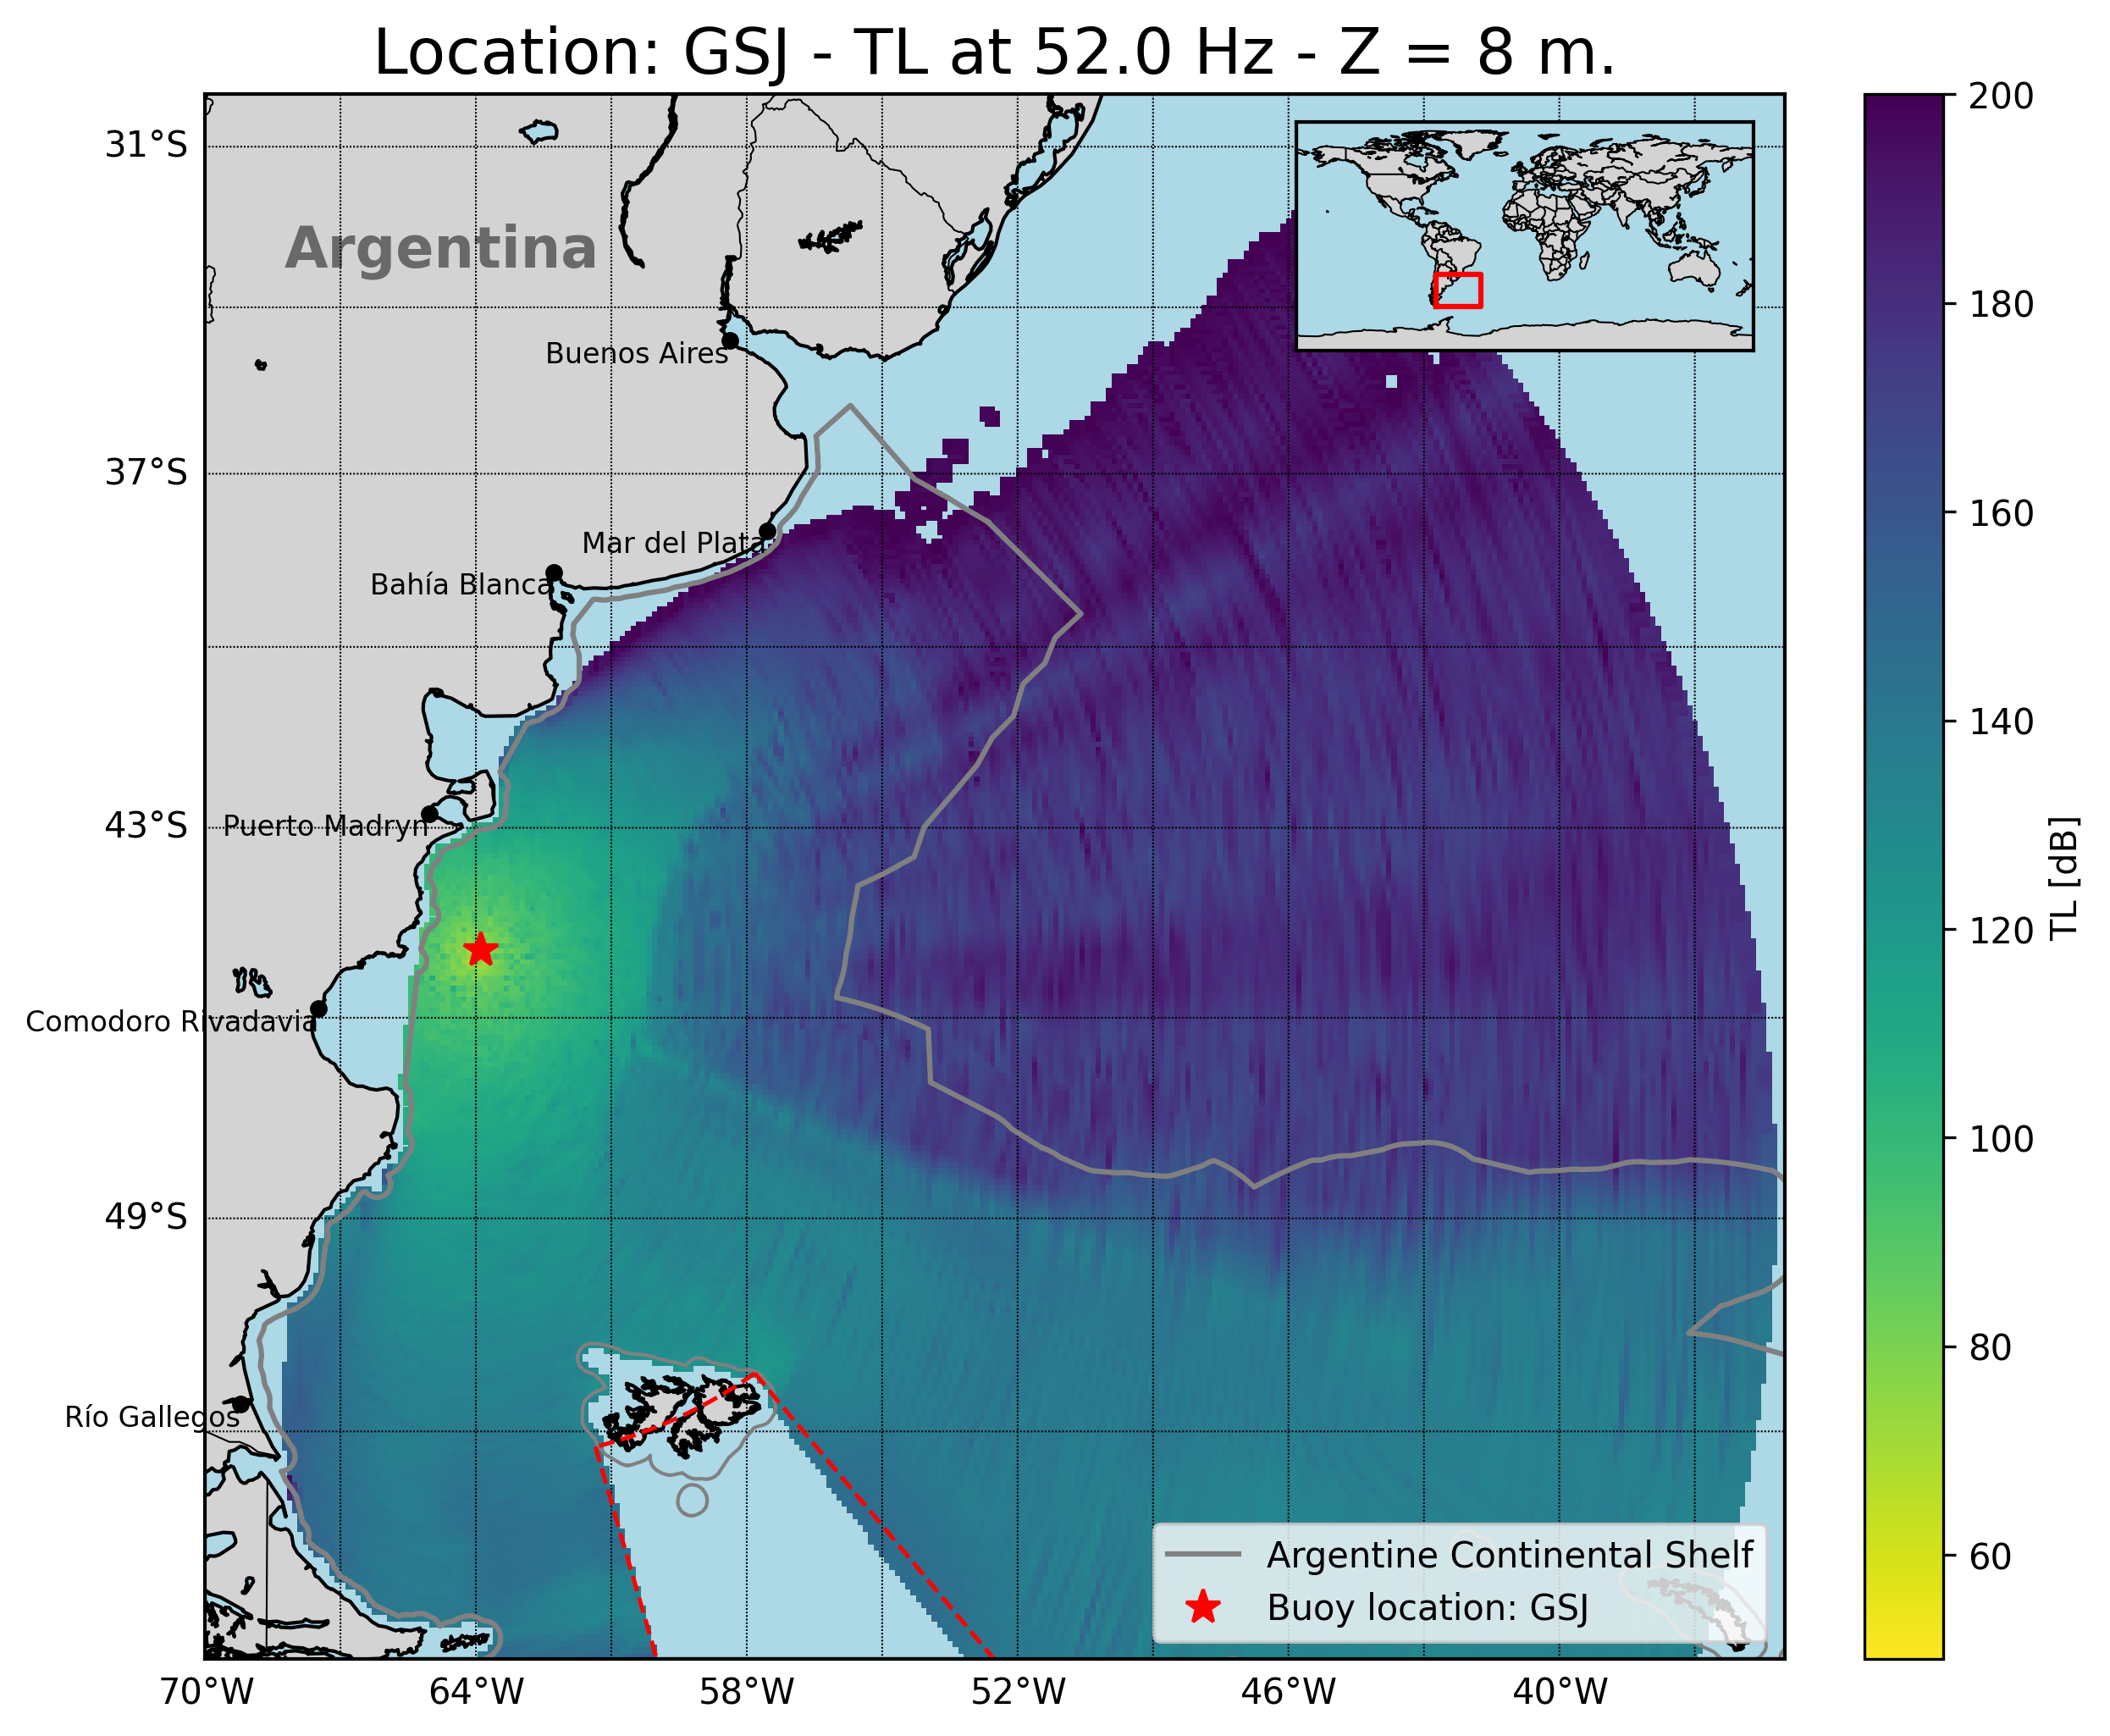 Location: GSJ - TL at 52.0 Hz - Z = 8 m.
31°S
37°S
43°S
49°S
Argentina
Buenos Aires
Mar del Plata
Bahía Blanca
Puerto Madryn
Comodoro Rivadavia
Río Gallegos
Argentine Continental Shelf
Buoy location: GSJ
70°W
64°W
58°W
52°W
46°W
40°W
200
180
160
140
120
100
80
60
TL [dB]